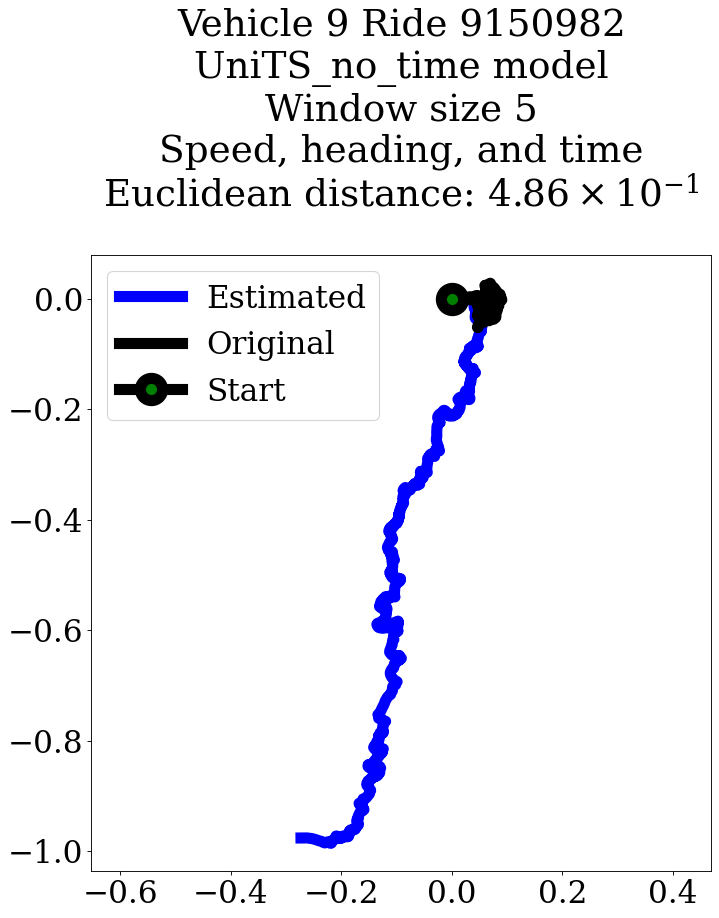 Vehicle 9 Ride 9150982
UniTS_no_time model
Window size 5
Speed, heading, and time
Euclidean distance: 4.86 × 10⁻¹
Estimated
Original
Start
0.0
−0.2
−0.4
−0.6
−0.8
−1.0
−0.6 −0.4 −0.2 0.0 0.2 0.4